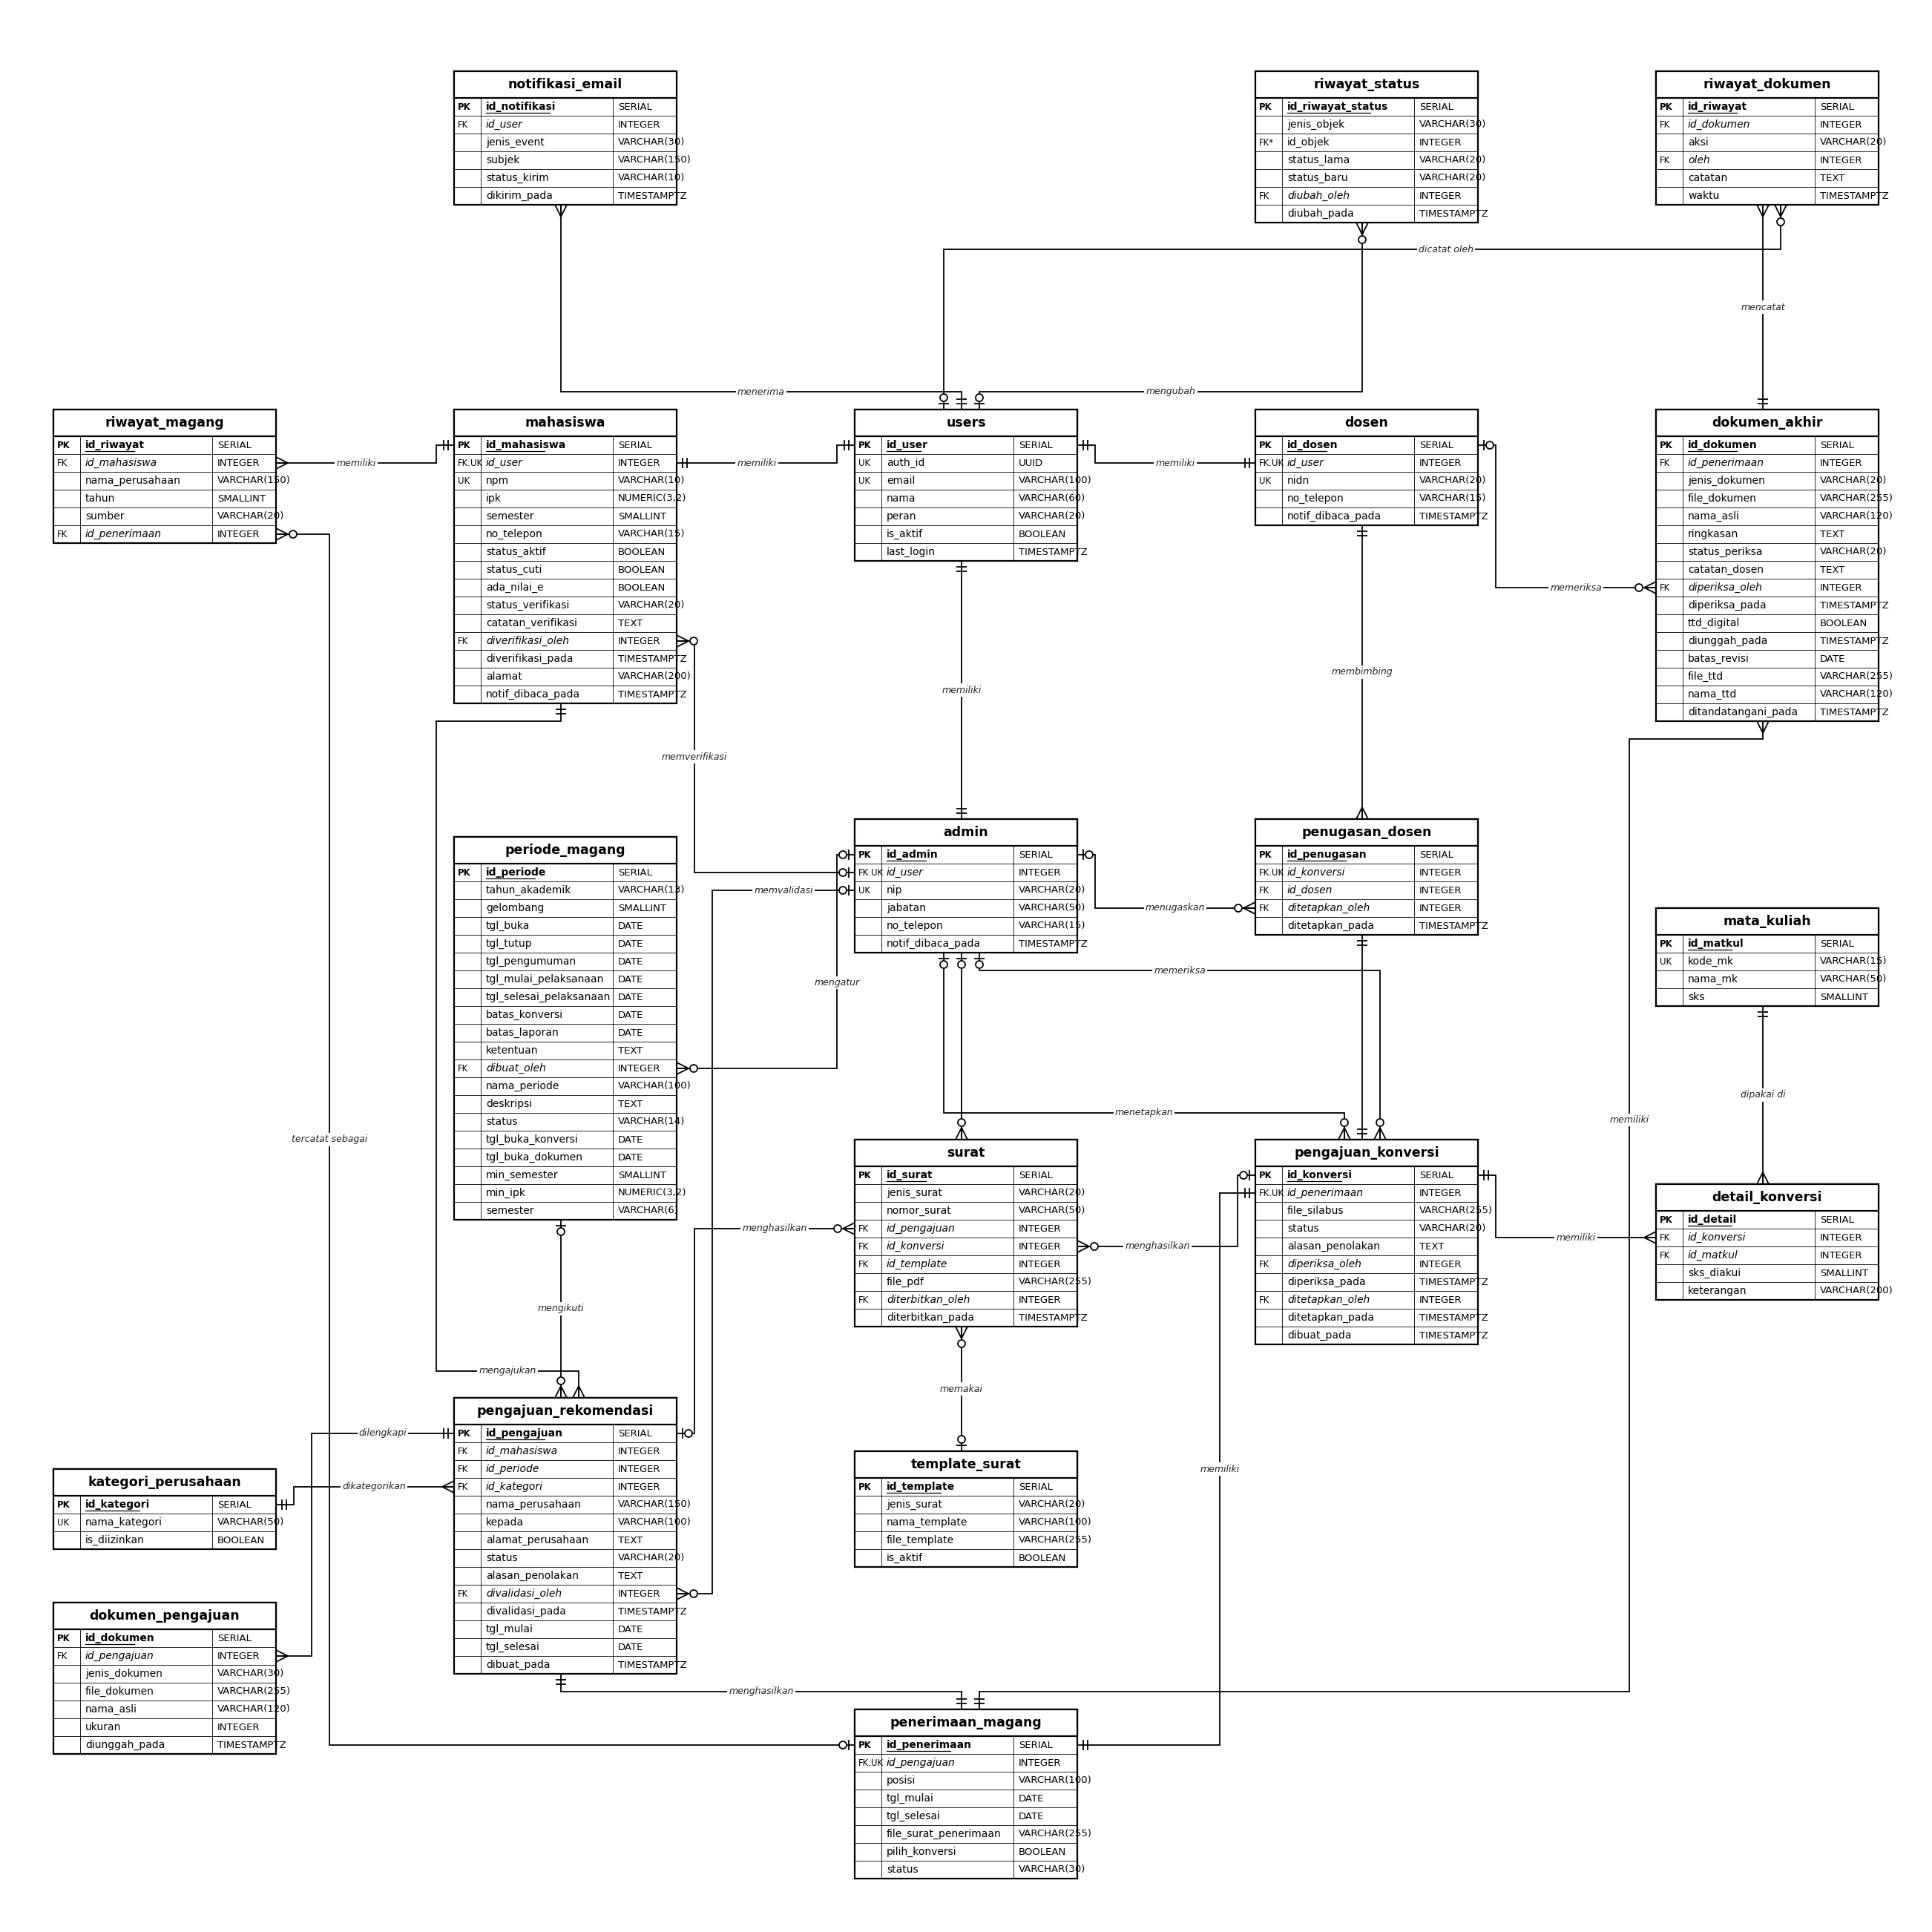 notifikasi_email
PK id_notifikasi SERIAL
FK id_user INTEGER
jenis_event VARCHAR(30)
subjek VARCHAR(150)
status_kirim VARCHAR(10)
dikirim_pada TIMESTAMPTZ
riwayat_status
PK id_riwayat_status SERIAL
jenis_objek VARCHAR(30)
FK* id_objek INTEGER
status_lama VARCHAR(20)
status_baru VARCHAR(20)
FK diubah_oleh INTEGER
diubah_pada TIMESTAMPTZ
riwayat_dokumen
PK id_riwayat SERIAL
FK id_dokumen INTEGER
aksi VARCHAR(20)
FK oleh INTEGER
catatan TEXT
waktu TIMESTAMPTZ
dicatat oleh
mencatat
menerima
mengubah
riwayat_magang
PK id_riwayat SERIAL
FK id_mahasiswa INTEGER
nama_perusahaan VARCHAR(150)
tahun SMALLINT
sumber VARCHAR(20)
FK id_penerimaan INTEGER
memiliki
mahasiswa
PK id_mahasiswa SERIAL
FK.UK id_user INTEGER
UK npm VARCHAR(10)
ipk NUMERIC(3,2)
semester SMALLINT
no_telepon VARCHAR(15)
status_aktif BOOLEAN
status_cuti BOOLEAN
ada_nilai_e BOOLEAN
status_verifikasi VARCHAR(20)
catatan_verifikasi TEXT
FK diverifikasi_oleh INTEGER
diverifikasi_pada TIMESTAMPTZ
alamat VARCHAR(200)
notif_dibaca_pada TIMESTAMPTZ
memiliki
users
PK id_user SERIAL
UK auth_id UUID
UK email VARCHAR(100)
nama VARCHAR(60)
peran VARCHAR(20)
is_aktif BOOLEAN
last_login TIMESTAMPTZ
memiliki
dosen
PK id_dosen SERIAL
FK.UK id_user INTEGER
UK nidn VARCHAR(20)
no_telepon VARCHAR(15)
notif_dibaca_pada TIMESTAMPTZ
memeriksa
dokumen_akhir
PK id_dokumen SERIAL
FK id_penerimaan INTEGER
jenis_dokumen VARCHAR(20)
file_dokumen VARCHAR(255)
nama_asli VARCHAR(120)
ringkasan TEXT
status_periksa VARCHAR(20)
catatan_dosen TEXT
FK diperiksa_oleh INTEGER
diperiksa_pada TIMESTAMPTZ
ttd_digital BOOLEAN
diunggah_pada TIMESTAMPTZ
batas_revisi DATE
file_ttd VARCHAR(255)
nama_ttd VARCHAR(120)
ditandatangani_pada TIMESTAMPTZ
membimbing
memiliki
memverifikasi
periode_magang
PK id_periode SERIAL
tahun_akademik VARCHAR(13)
gelombang SMALLINT
tgl_buka DATE
tgl_tutup DATE
tgl_pengumuman DATE
tgl_mulai_pelaksanaan DATE
tgl_selesai_pelaksanaan DATE
batas_konversi DATE
batas_laporan DATE
ketentuan TEXT
FK dibuat_oleh INTEGER
nama_periode VARCHAR(100)
deskripsi TEXT
status VARCHAR(14)
tgl_buka_konversi DATE
tgl_buka_dokumen DATE
min_semester SMALLINT
min_ipk NUMERIC(3,2)
semester VARCHAR(6)
memvalidasi
mengatur
admin
PK id_admin SERIAL
FK.UK id_user INTEGER
UK nip VARCHAR(20)
jabatan VARCHAR(50)
no_telepon VARCHAR(15)
notif_dibaca_pada TIMESTAMPTZ
menugaskan
penugasan_dosen
PK id_penugasan SERIAL
FK.UK id_konversi INTEGER
FK id_dosen INTEGER
FK ditetapkan_oleh INTEGER
ditetapkan_pada TIMESTAMPTZ
memeriksa
mata_kuliah
PK id_matkul SERIAL
UK kode_mk VARCHAR(15)
nama_mk VARCHAR(50)
sks SMALLINT
dipakai di
menetapkan
memiliki
tercatat sebagai
surat
PK id_surat SERIAL
jenis_surat VARCHAR(20)
nomor_surat VARCHAR(50)
FK id_pengajuan INTEGER
FK id_konversi INTEGER
FK id_template INTEGER
file_pdf VARCHAR(255)
FK diterbitkan_oleh INTEGER
diterbitkan_pada TIMESTAMPTZ
menghasilkan
menghasilkan
pengajuan_konversi
PK id_konversi SERIAL
FK.UK id_penerimaan INTEGER
file_silabus VARCHAR(255)
status VARCHAR(20)
alasan_penolakan TEXT
FK diperiksa_oleh INTEGER
diperiksa_pada TIMESTAMPTZ
FK ditetapkan_oleh INTEGER
ditetapkan_pada TIMESTAMPTZ
dibuat_pada TIMESTAMPTZ
memiliki
detail_konversi
PK id_detail SERIAL
FK id_konversi INTEGER
FK id_matkul INTEGER
sks_diakui SMALLINT
keterangan VARCHAR(200)
mengikuti
mengajukan
memakai
pengajuan_rekomendasi
PK id_pengajuan SERIAL
FK id_mahasiswa INTEGER
FK id_periode INTEGER
FK id_kategori INTEGER
nama_perusahaan VARCHAR(150)
kepada VARCHAR(100)
alamat_perusahaan TEXT
status VARCHAR(20)
alasan_penolakan TEXT
FK divalidasi_oleh INTEGER
divalidasi_pada TIMESTAMPTZ
tgl_mulai DATE
tgl_selesai DATE
dibuat_pada TIMESTAMPTZ
dilengkapi
dikategorikan
kategori_perusahaan
PK id_kategori SERIAL
UK nama_kategori VARCHAR(50)
is_diizinkan BOOLEAN
template_surat
PK id_template SERIAL
jenis_surat VARCHAR(20)
nama_template VARCHAR(100)
file_template VARCHAR(255)
is_aktif BOOLEAN
memiliki
dokumen_pengajuan
PK id_dokumen SERIAL
FK id_pengajuan INTEGER
jenis_dokumen VARCHAR(30)
file_dokumen VARCHAR(255)
nama_asli VARCHAR(120)
ukuran INTEGER
diunggah_pada TIMESTAMPTZ
menghasilkan
penerimaan_magang
PK id_penerimaan SERIAL
FK.UK id_pengajuan INTEGER
posisi VARCHAR(100)
tgl_mulai DATE
tgl_selesai DATE
file_surat_penerimaan VARCHAR(255)
pilih_konversi BOOLEAN
status VARCHAR(30)